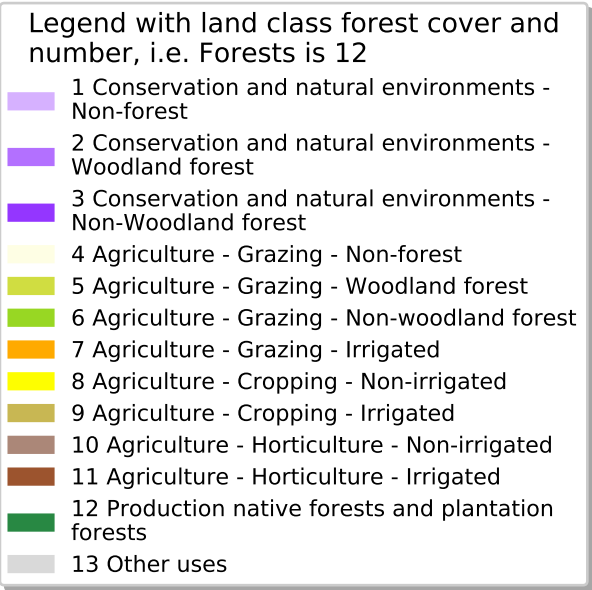 Legend with land class forest cover and
number, i.e. Forests is 12
1 Conservation and natural environments -
Non-forest
2 Conservation and natural environments -
Woodland forest
3 Conservation and natural environments -
Non-Woodland forest
4 Agriculture - Grazing - Non-forest
5 Agriculture - Grazing - Woodland forest
6 Agriculture - Grazing - Non-woodland forest
7 Agriculture - Grazing - Irrigated
8 Agriculture - Cropping - Non-irrigated
9 Agriculture - Cropping - Irrigated
10 Agriculture - Horticulture - Non-irrigated
11 Agriculture - Horticulture - Irrigated
12 Production native forests and plantation
forests
13 Other uses